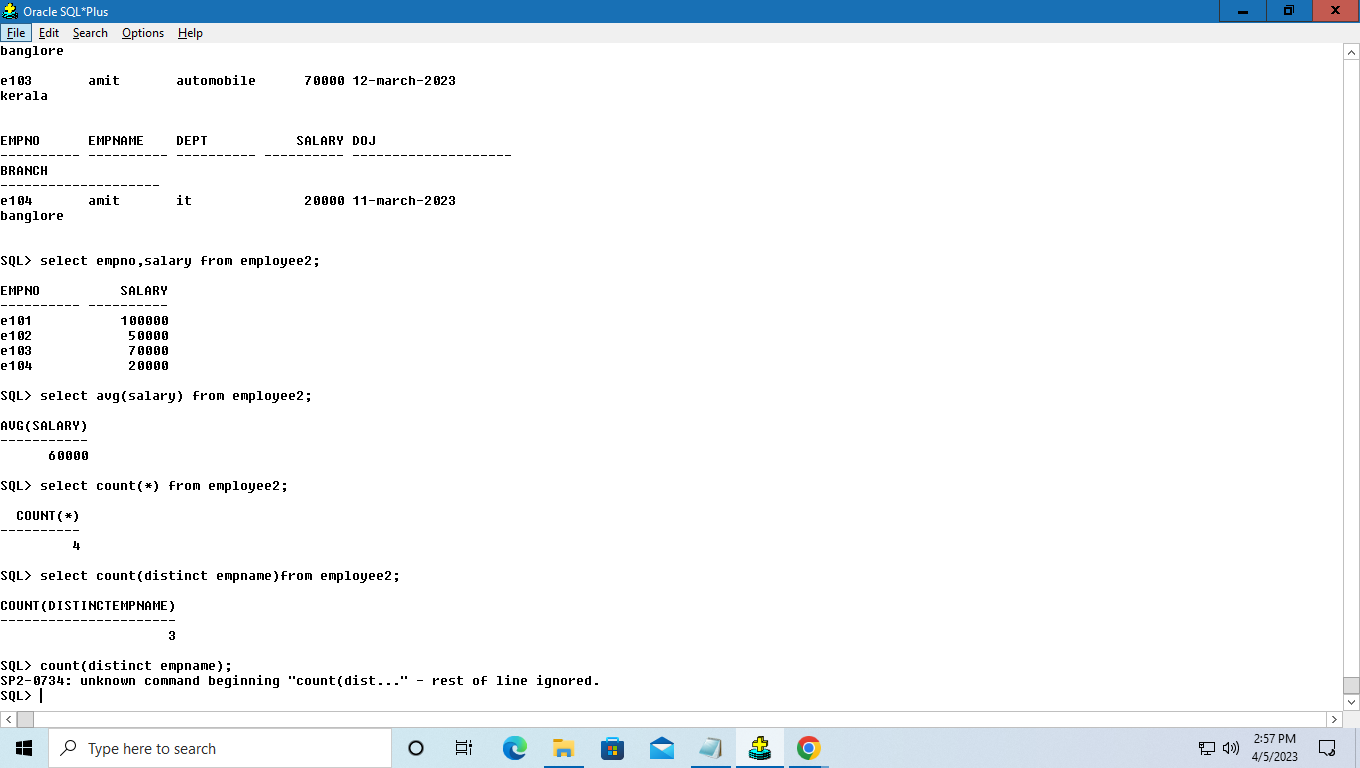 Oracle SQL*Plus
File Edit Search Options Help
banglore
e103       amit       automobile      70000 12-march-2023
kerala
EMPNO      EMPNAME    DEPT           SALARY DOJ
---------- ---------- ---------- ---------- --------------------
BRANCH
--------------------
e104       amit       it              20000 11-march-2023
banglore
SQL> select empno,salary from employee2;
EMPNO          SALARY
---------- ----------
e101           100000
e102            50000
e103            70000
e104            20000
SQL> select avg(salary) from employee2;
AVG(SALARY)
-----------
      60000
SQL> select count(*) from employee2;
  COUNT(*)
----------
         4
SQL> select count(distinct empname)from employee2;
COUNT(DISTINCTEMPNAME)
----------------------
                     3
SQL> count(distinct empname);
SP2-0734: unknown command beginning "count(dist..." - rest of line ignored.
SQL>
Type here to search
2:57 PM
4/5/2023